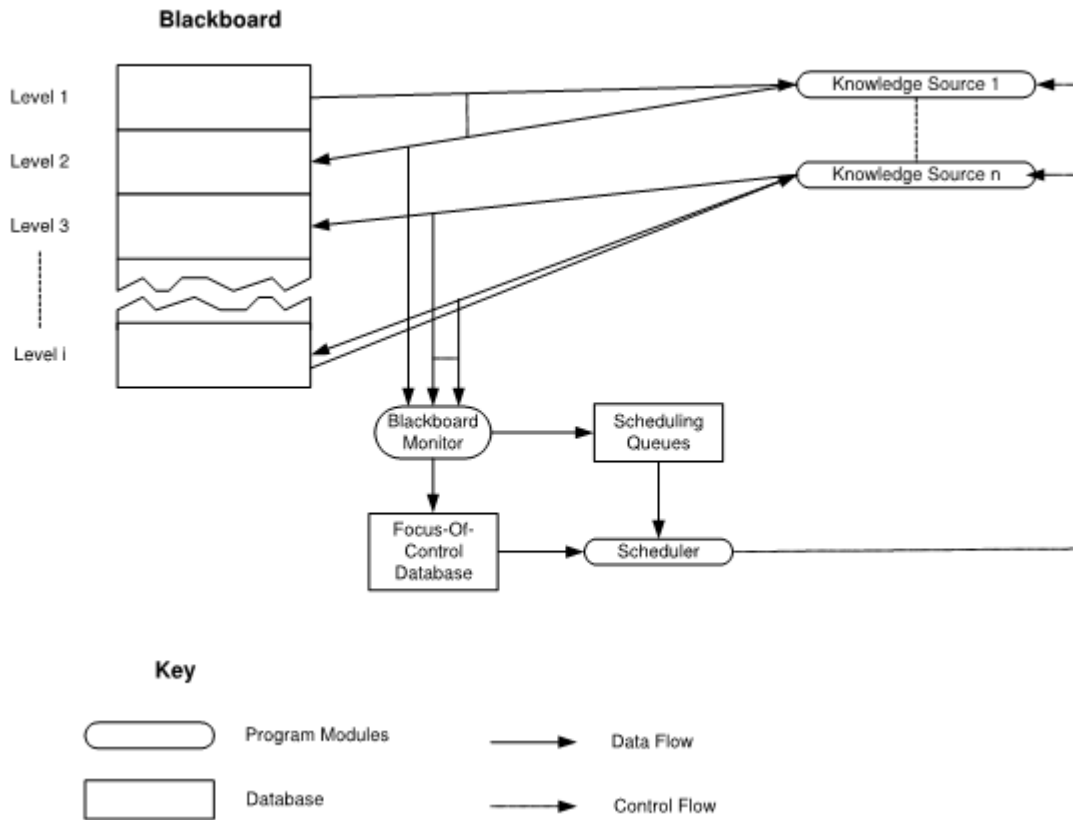 Blackboard
Level 1
Knowledge Source 1
Level 2
Knowledge Source n
Level 3
Level i
Blackboard
Monitor
Scheduling
Queues
Focus-Of-
Control
Database
Scheduler
Key
Program Modules
Data Flow
Database
Control Flow